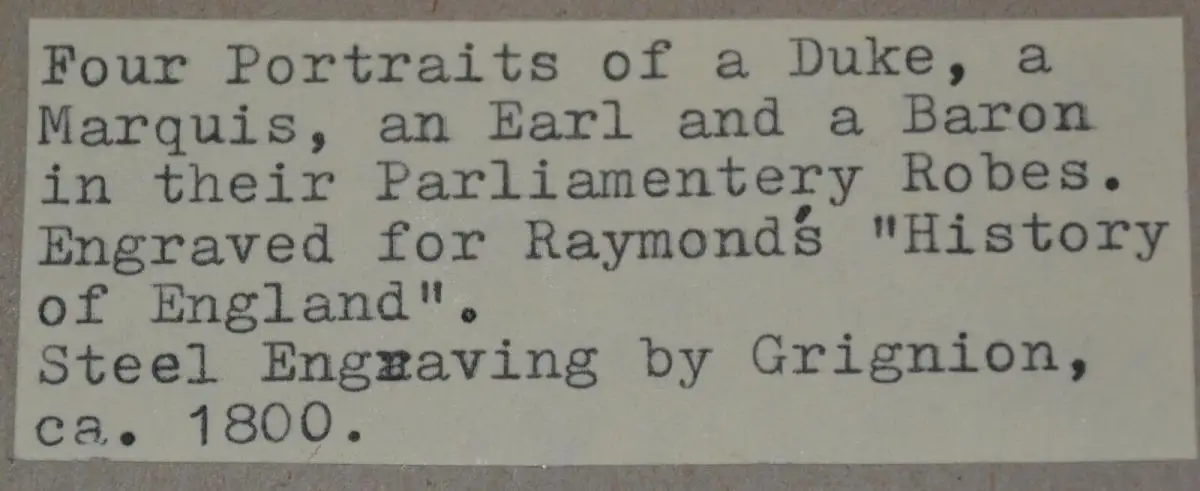 Four Portraits of a Duke, a
Marquis, an Earl and a Baron
in their Parliamentery Robes.
Engraved for Raymond's "History
of England".
Steel Engraving by Grignion,
ca. 1800.